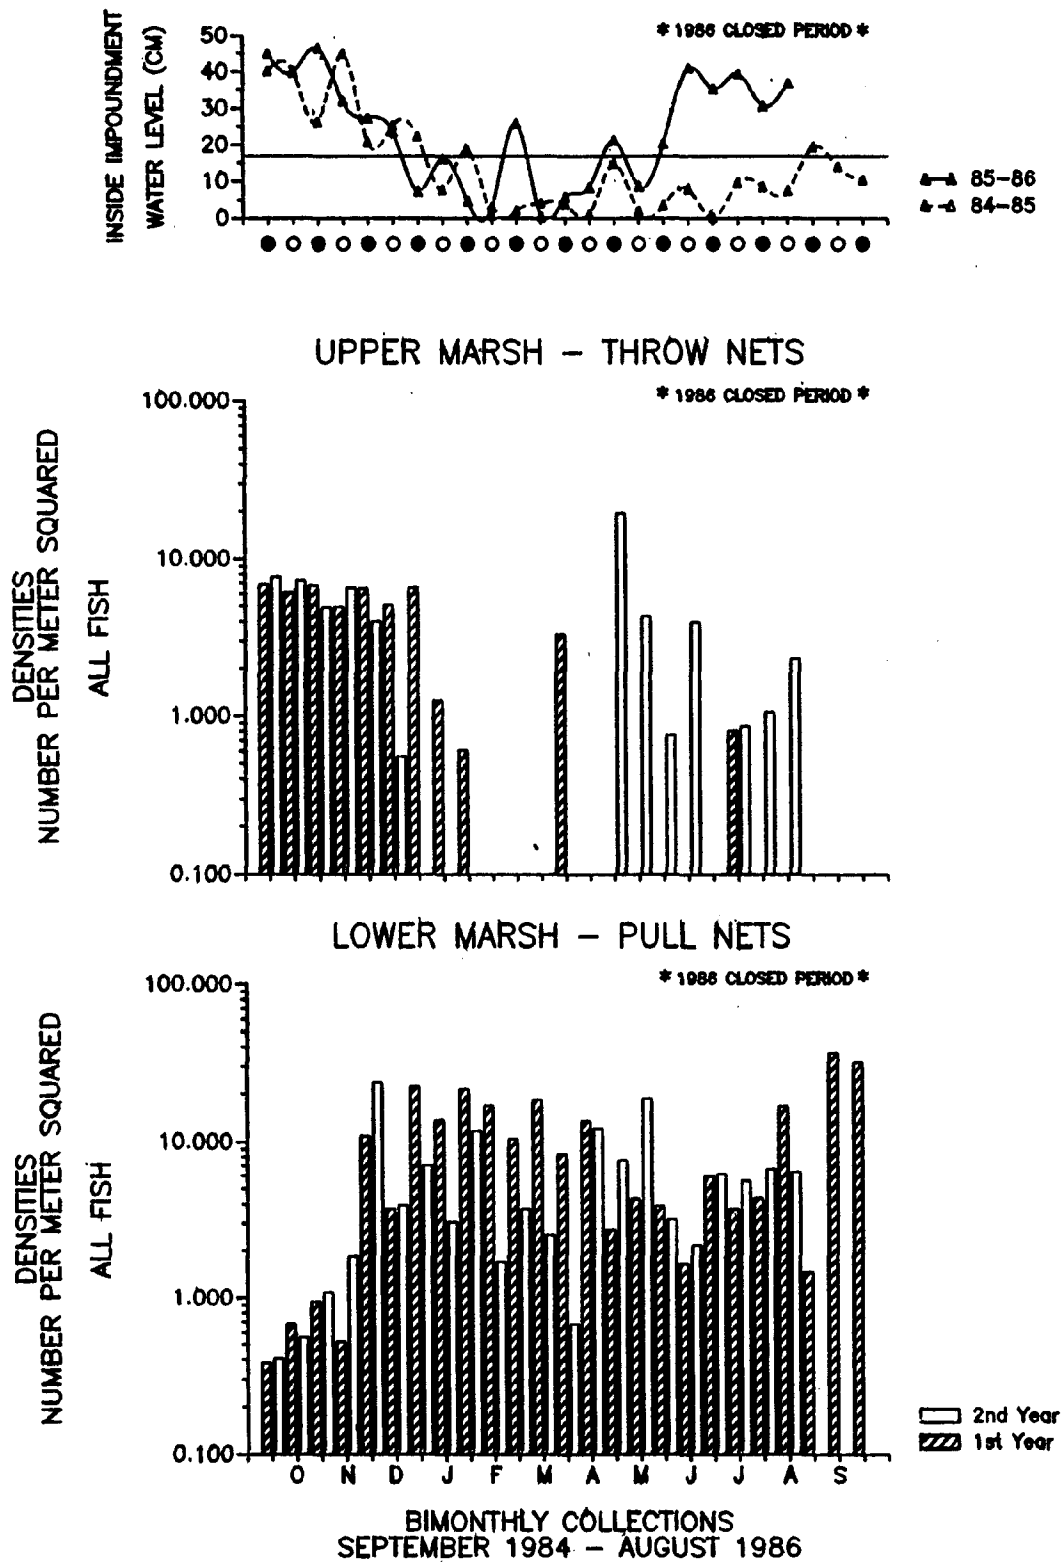 * 1986 CLOSED PERIOD *
INSIDE IMPOUNDMENT
WATER LEVEL (CM)
50
40
30
20
10
0
85-86
84-85
UPPER MARSH - THROW NETS
* 1986 CLOSED PERIOD *
DENSITIES
NUMBER PER METER SQUARED
ALL FISH
100.000
10.000
1.000
0.100
LOWER MARSH - PULL NETS
* 1986 CLOSED PERIOD *
DENSITIES
NUMBER PER METER SQUARED
ALL FISH
100.000
10.000
1.000
0.100
2nd Year
1st Year
O N D J F M A M J J A S
BIMONTHLY COLLECTIONS
SEPTEMBER 1984 - AUGUST 1986